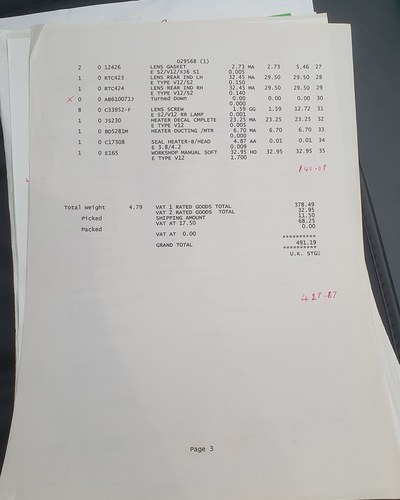 O29568 (1)
2 0 12426 LENS GASKET 2.73 MA 2.73 5.46 27
E S2/V12/XJ6 S1 0.005
1 0 RTC423 LENS REAR IND LH 32.45 MA 29.50 29.50 28
E TYPE V12/S2 0.150
1 0 RTC424 LENS REAR IND RH 32.45 MA 29.50 29.50 29
E TYPE V12/S2 0.140
X 0 0 AB610071J Turned Down 0.00 0.00 0.00 30
0.000
8 0 C33952-F LENS SCREW 1.59 GG 1.59 12.72 31
E S2/V12 RR LAMP 0.001
1 0 JS230 HEATER DECAL CMPLETE 23.25 MA 23.25 23.25 32
E TYPE V12 0.005
1 0 BD5281M HEATER DUCTING /MTR 6.70 MA 6.70 6.70 33
E TYPE V12 0.000
1 0 C17308 SEAL HEATER-B/HEAD 4.87 AA 0.01 0.01 34
E 3.8/4.2 0.009
1 0 E165 WORKSHOP MANUAL SOFT 32.95 HO 32.95 32.95 35
E TYPE V12 1.700
Total Weight 4.79 VAT 1 RATED GOODS TOTAL 378.49
VAT 2 RATED GOODS TOTAL 32.95
Picked SHIPPING AMOUNT 11.50
VAT AT 17.50 68.25
Packed VAT AT 0.00 0.00
**********
GRAND TOTAL 491.19
**********
U.K. STG
427-87
Page 3